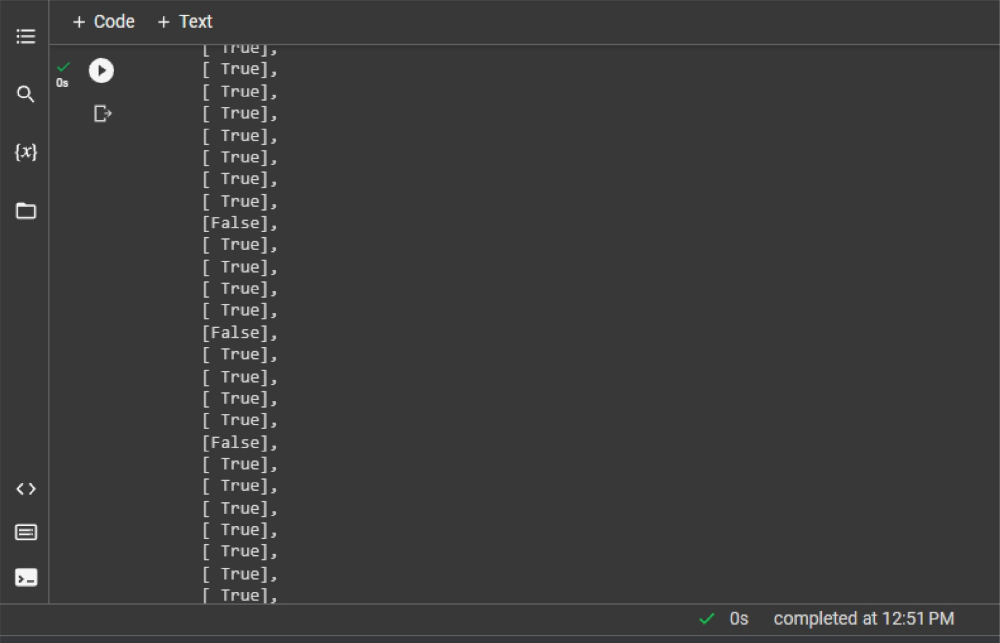 + Code + Text
[ True],
0s
[ True],
[ True],
[ True],
[ True],
[ True],
[ True],
[ True],
[False],
[ True],
[ True],
[ True],
[ True],
[False],
[ True],
[ True],
[ True],
[ True],
[False],
[ True],
[ True],
[ True],
[ True],
[ True],
[ True],
[ True],
{x}
<>
>_
0s completed at 12:51 PM